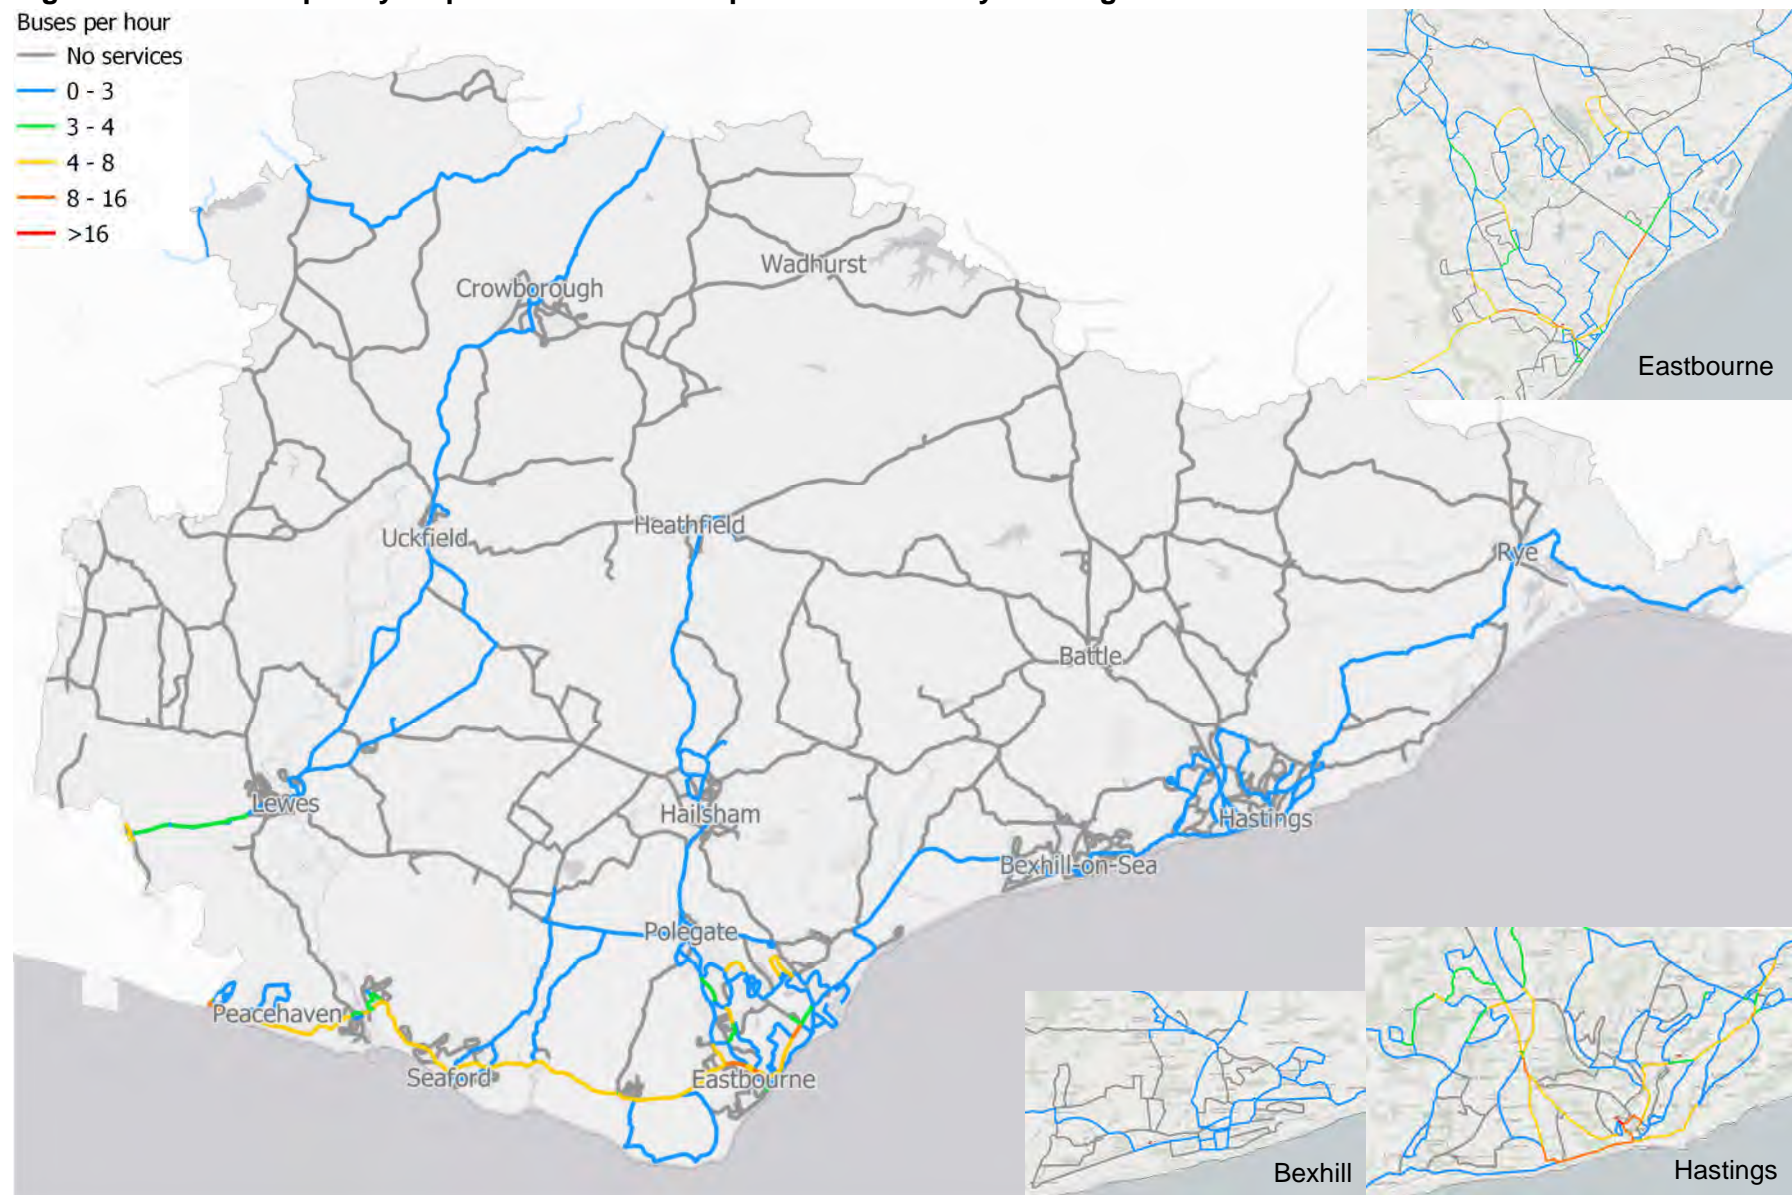 Buses per hour
No services
0 - 3
3 - 4
4 - 8
8 - 16
>16
Eastbourne
Wadhurst
Crowborough
Uckfield
Heathfield
Rye
Battle
Lewes
Hailsham
Hastings
Bexhill-on-Sea
Polegate
Peacehaven
Seaford
Eastbourne
Bexhill
Hastings